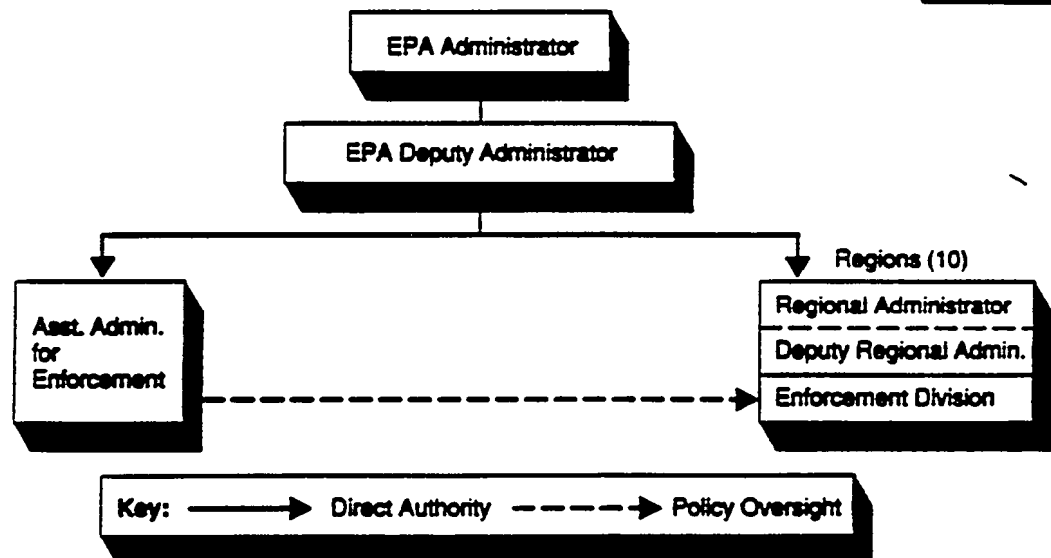 EPA Administrator
EPA Deputy Administrator
Regions (10)
Asst. Admin.
for
Enforcement
Regional Administrator
Deputy Regional Admin.
Enforcement Division
Key: Direct Authority Policy Oversight